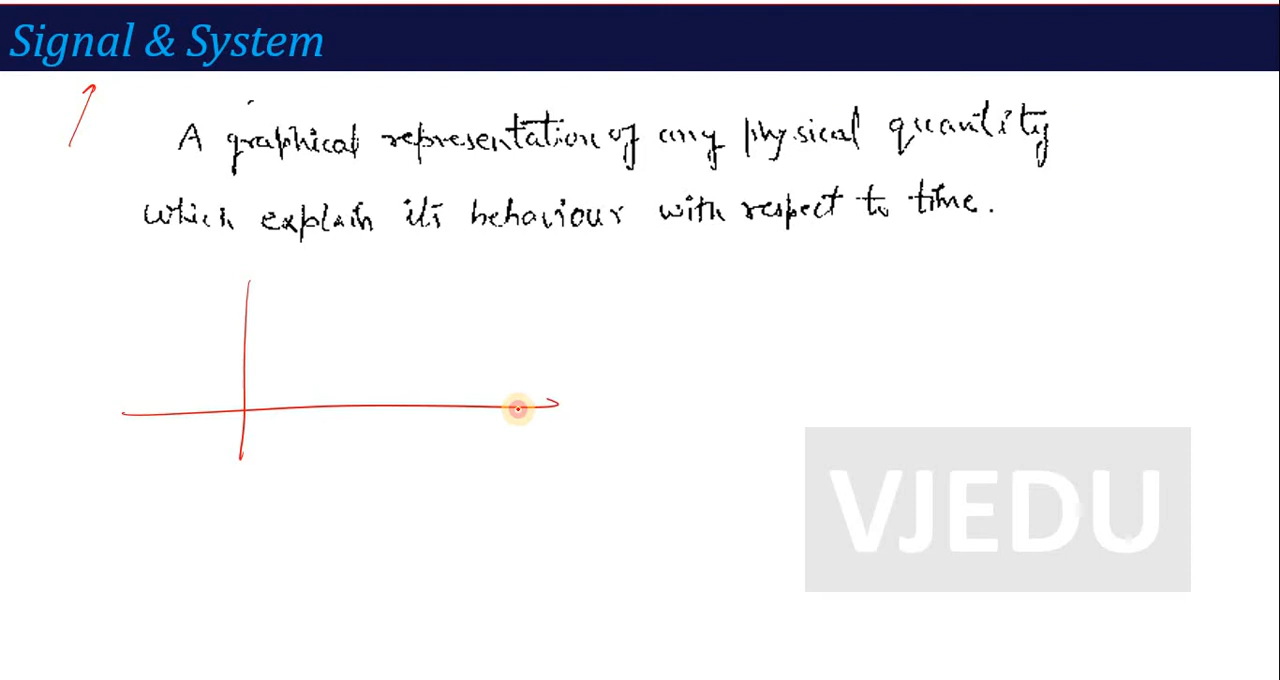 Signal & System
A graphical representation of any physical quantity
which explain its behaviour with respect to time.
VJEDU